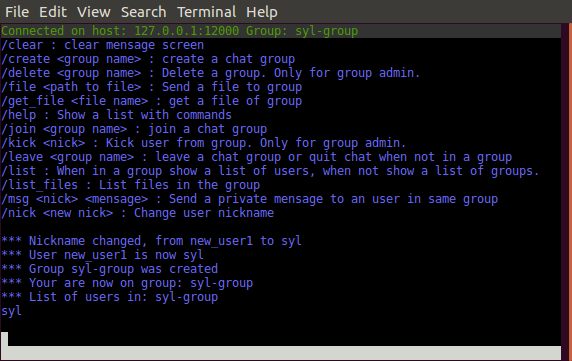 File Edit View Search Terminal Help
Connected on host: 127.0.0.1:12000 Group: syl-group
/clear : clear mensage screen
/create <group name> : create a chat group
/delete <group name> : Delete a group. Only for group admin.
/file <path to file> : Send a file to group
/get_file <file name> : get a file of group
/help : Show a list with commands
/join <group name> : join a chat group
/kick <nick> : Kick user from group. Only for group admin.
/leave <group name> : leave a chat group or quit chat when not in a group
/list : When in a group show a list of users, when not show a list of groups.
/list_files : List files in the group
/msg <nick> <mensage> : Send a private mensage to an user in same group
/nick <new nick> : Change user nickname
*** Nickname changed, from new_user1 to syl
*** User new_user1 is now syl
*** Group syl-group was created
*** Your are now on group: syl-group
*** List of users in: syl-group
syl